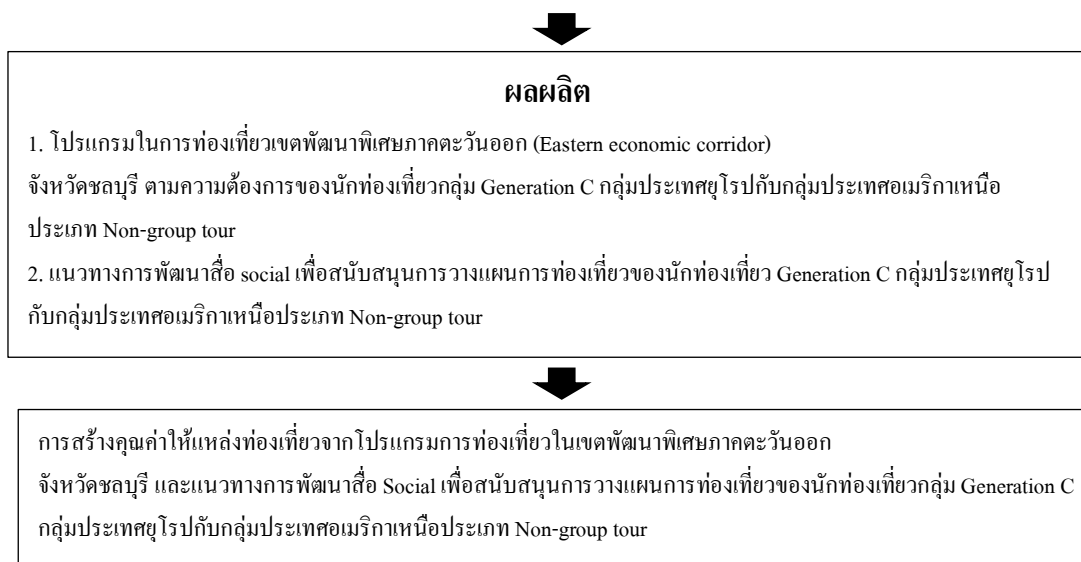 ผลผลิต
1. โปรแกรมในการท่องเที่ยวเขตพัฒนาพิเศษภาคตะวันออก (Eastern economic corridor)
จังหวัดชลบุรี ตามความต้องการของนักท่องเที่ยวกลุ่ม Generation C กลุ่มประเทศยุโรปกับกลุ่มประเทศอเมริกาเหนือ
ประเภท Non-group tour
2. แนวทางการพัฒนาสื่อ social เพื่อสนับสนุนการวางแผนการท่องเที่ยวของนักท่องเที่ยว Generation C กลุ่มประเทศยุโรป
กับกลุ่มประเทศอเมริกาเหนือประเภท Non-group tour
การสร้างคุณค่าให้แหล่งท่องเที่ยวจากโปรแกรมการท่องเที่ยวในเขตพัฒนาพิเศษภาคตะวันออก
จังหวัดชลบุรี และแนวทางการพัฒนาสื่อ Social เพื่อสนับสนุนการวางแผนการท่องเที่ยวของนักท่องเที่ยวกลุ่ม Generation C
กลุ่มประเทศยุโรปกับกลุ่มประเทศอเมริกาเหนือประเภท Non-group tour